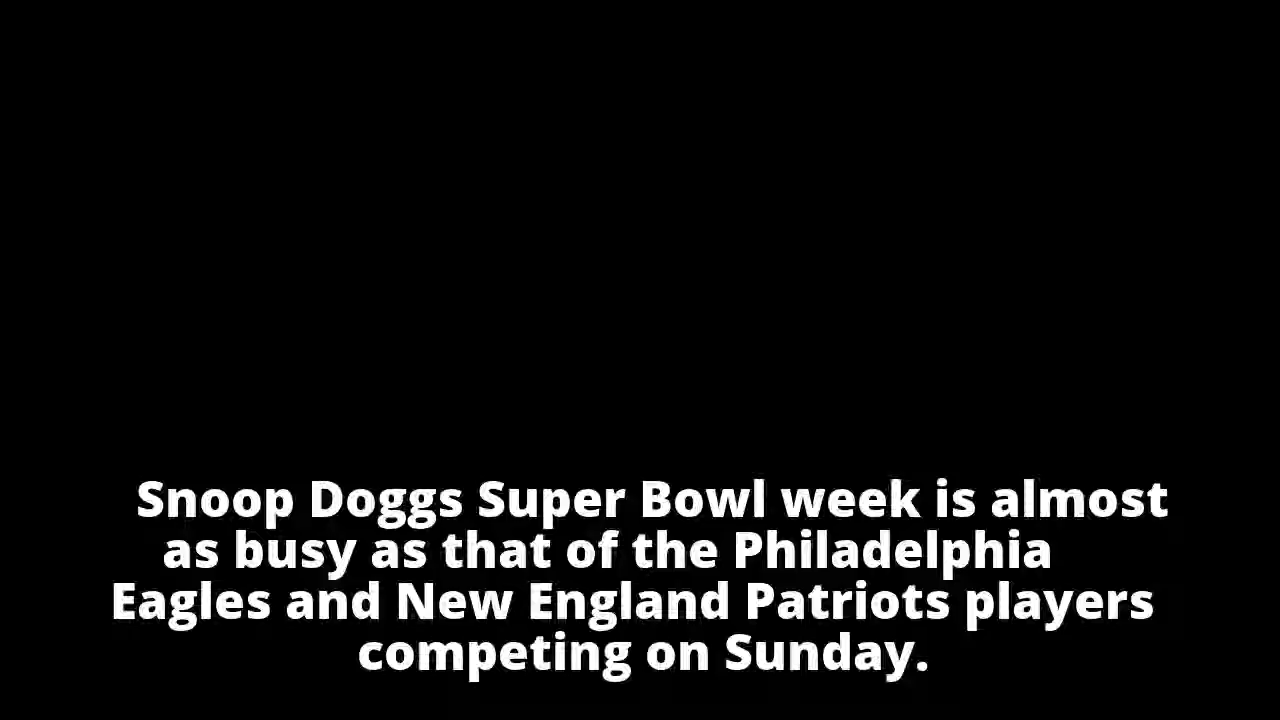 Snoop Doggs Super Bowl week is almost
as busy as that of the Philadelphia
Eagles and New England Patriots players
competing on Sunday.